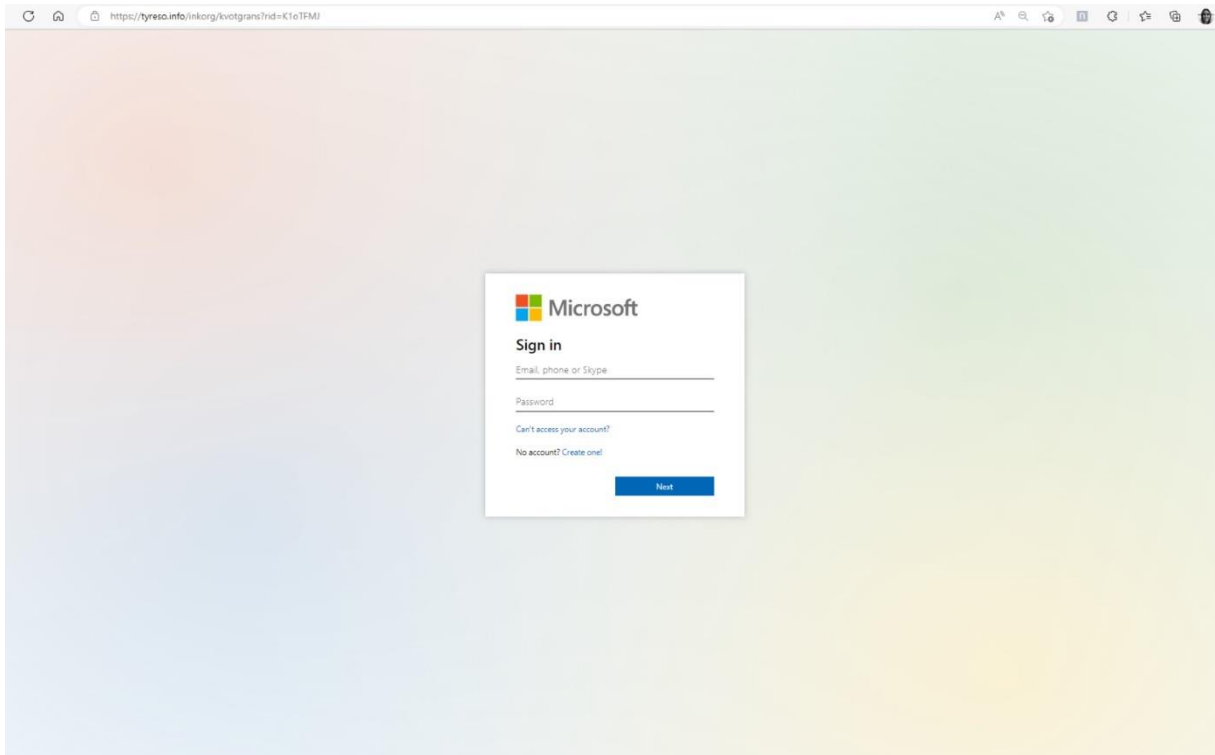 https://tyreso.info/inkorg/kvotgrans?rid=K1oTFMJ
Microsoft
Sign in
Email, phone or Skype
Password
Can't access your account?
No account? Create one!
Next